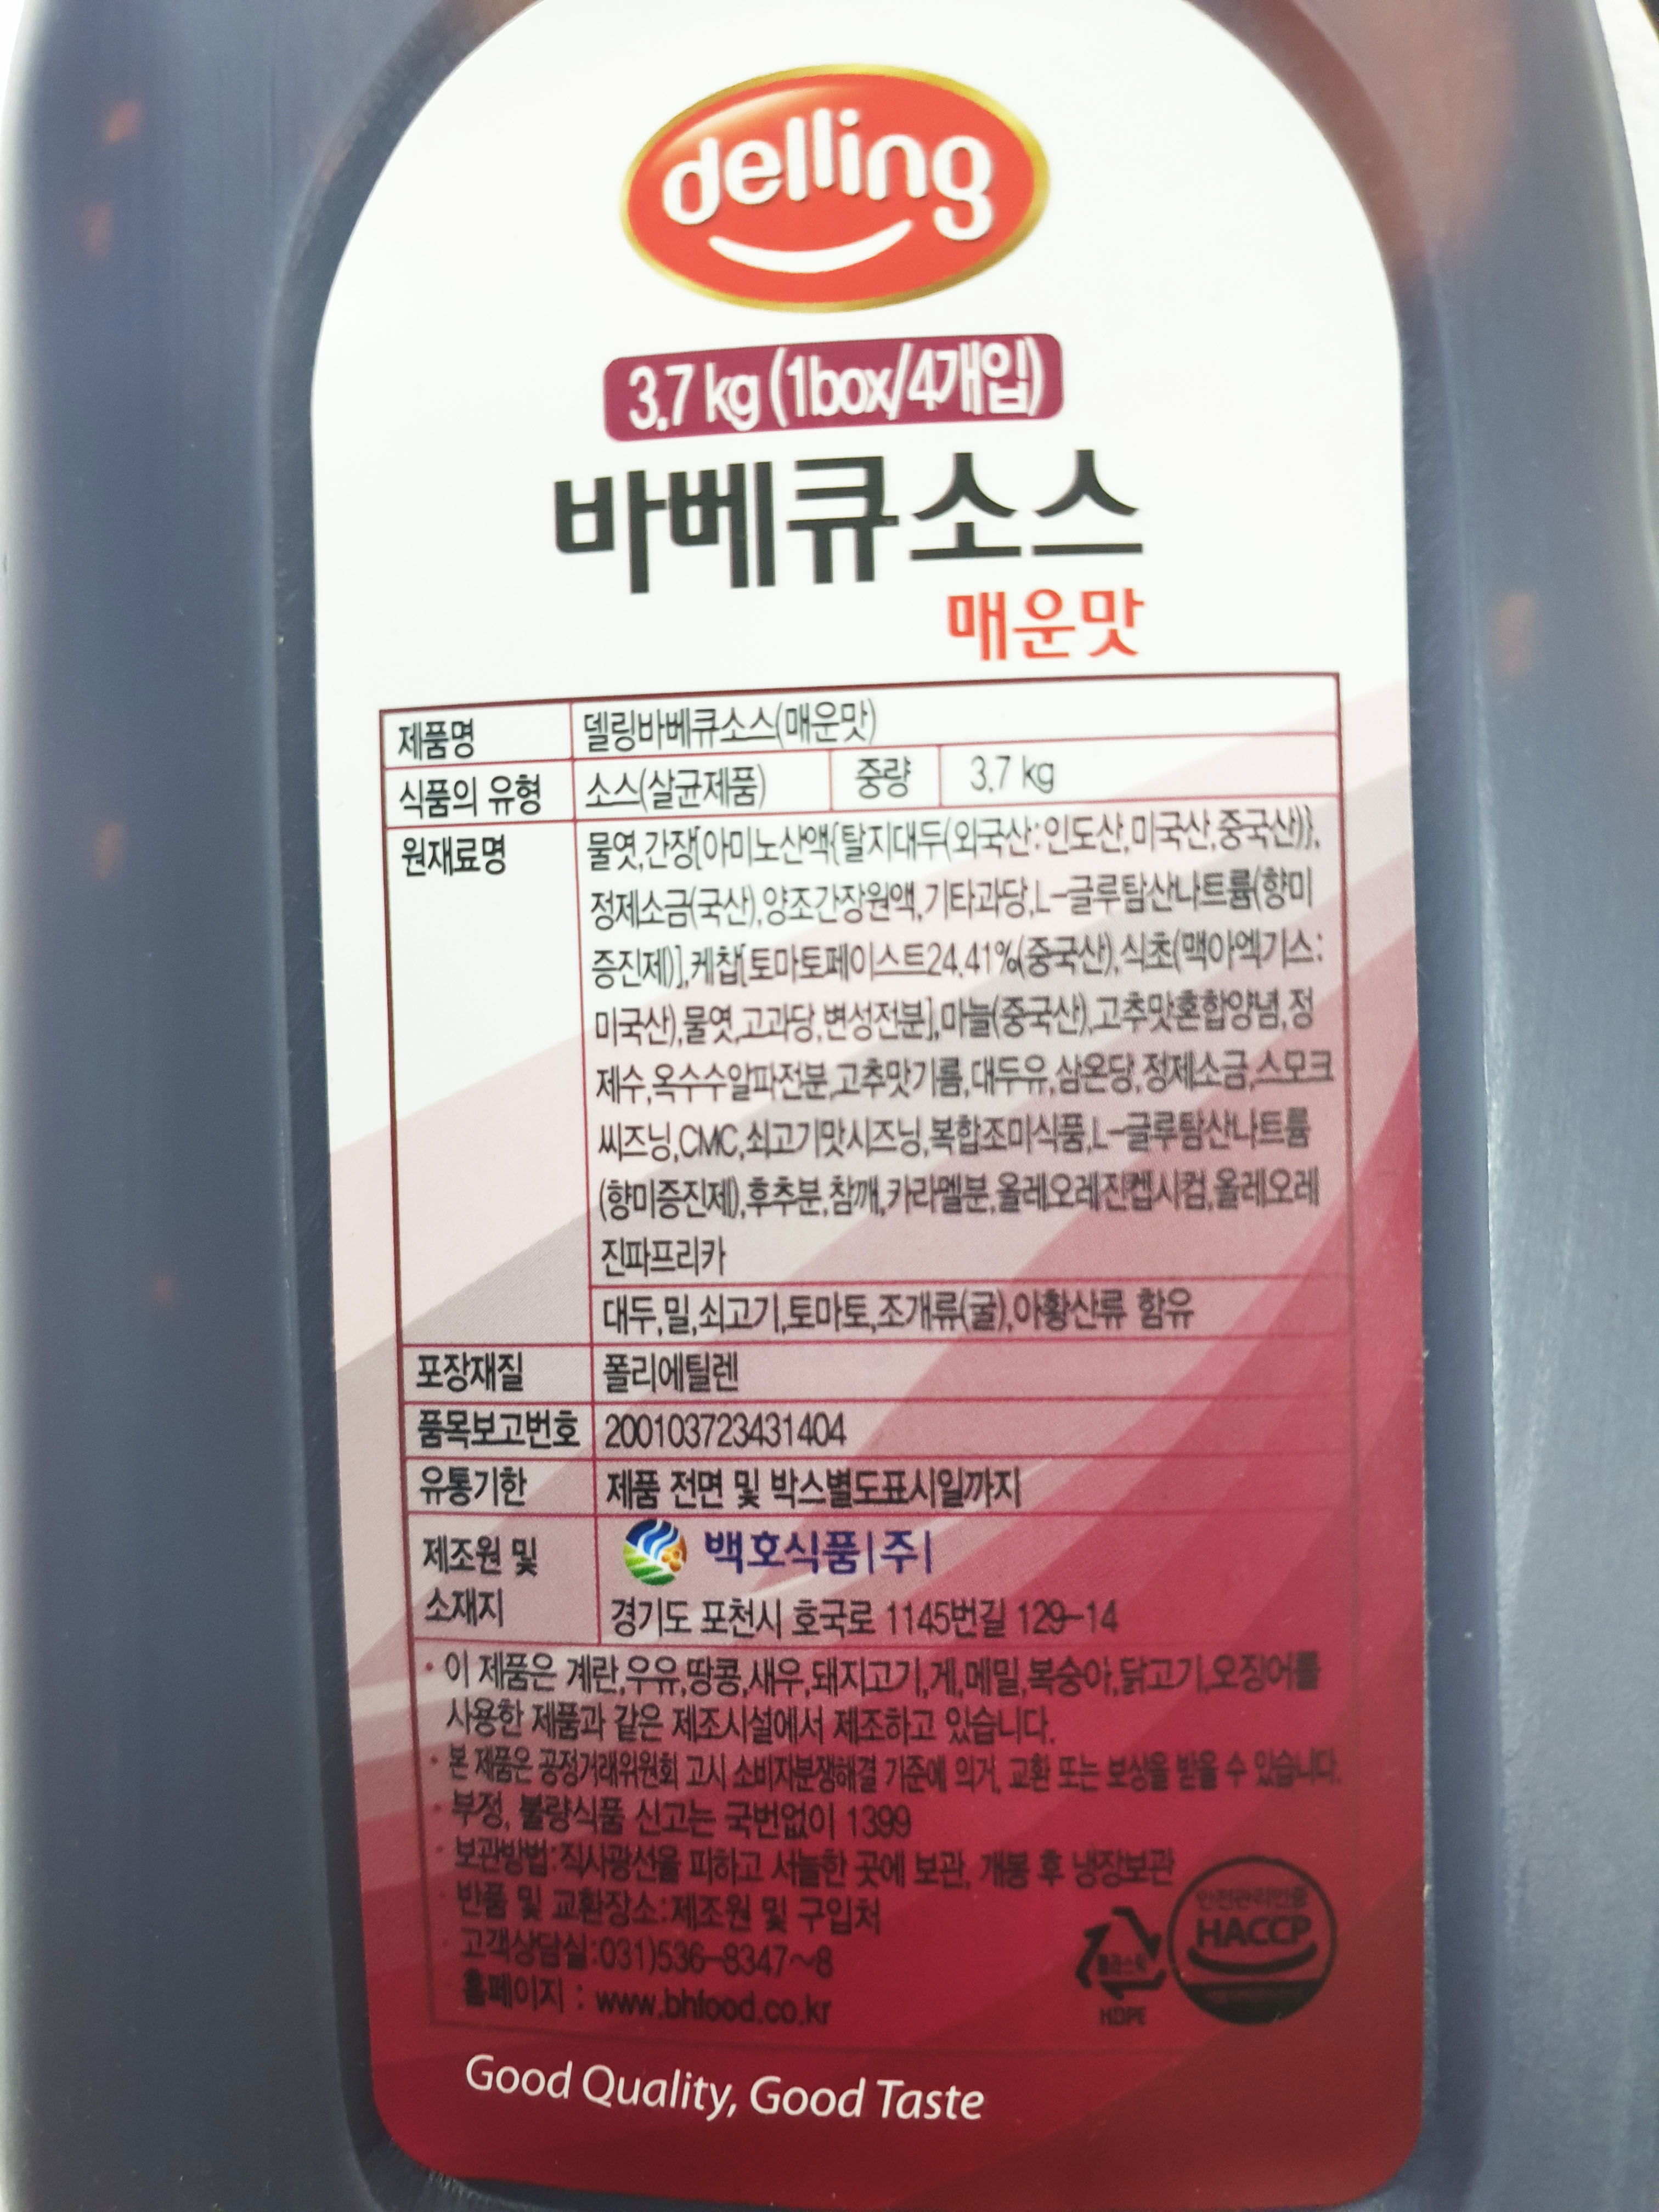 delling
3.7 kg (1box/4개입)
바베큐소스
매운맛
제품명 델링바베큐소스(매운맛)
식품의 유형 소스(살균제품) 중량 3.7 kg
원재료명 물엿,간장[아미노산액{탈지대두(외국산:인도산,미국산,중국산)},
정제소금(국산),양조간장원액,기타과당,L-글루탐산나트륨(향미
증진제)],케찹[토마토페이스트24.41%(중국산),식초(맥아엑기스:
미국산),물엿,고과당,변성전분],마늘(중국산),고추맛혼합양념,정
제수,옥수수알파전분,고추맛기름,대두유,삼온당,정제소금,스모크
씨즈닝,CMC,쇠고기맛시즈닝,복합조미식품,L-글루탐산나트륨
(향미증진제),후추분,참깨,카라멜분,올레오레진켑시컴,올레오레
진파프리카
대두,밀,쇠고기,토마토,조개류(굴),아황산류 함유
포장재질 폴리에틸렌
품목보고번호 200103723431404
유통기한 제품 전면 및 박스별도표시일까지
제조원 및
소재지
백호식품|주|
경기도 포천시 호국로 1145번길 129-14
• 이 제품은 계란,우유,땅콩,새우,돼지고기,게,메밀,복숭아,닭고기,오징어를
사용한 제품과 같은 제조시설에서 제조하고 있습니다.
• 본 제품은 공정거래위원회 고시 소비자분쟁해결 기준에 의거, 교환 또는 보상을 받을 수 있습니다.
• 부정, 불량식품 신고는 국번없이 1399
• 보관방법:직사광선을 피하고 서늘한 곳에 보관, 개봉 후 냉장보관
• 반품 및 교환장소:제조원 및 구입처
• 고객상담실:031)536-8347~8
• 홈페이지 : www.bhfood.co.kr
플라스틱
HDPE
안전관리인증
HACCP
Good Quality, Good Taste